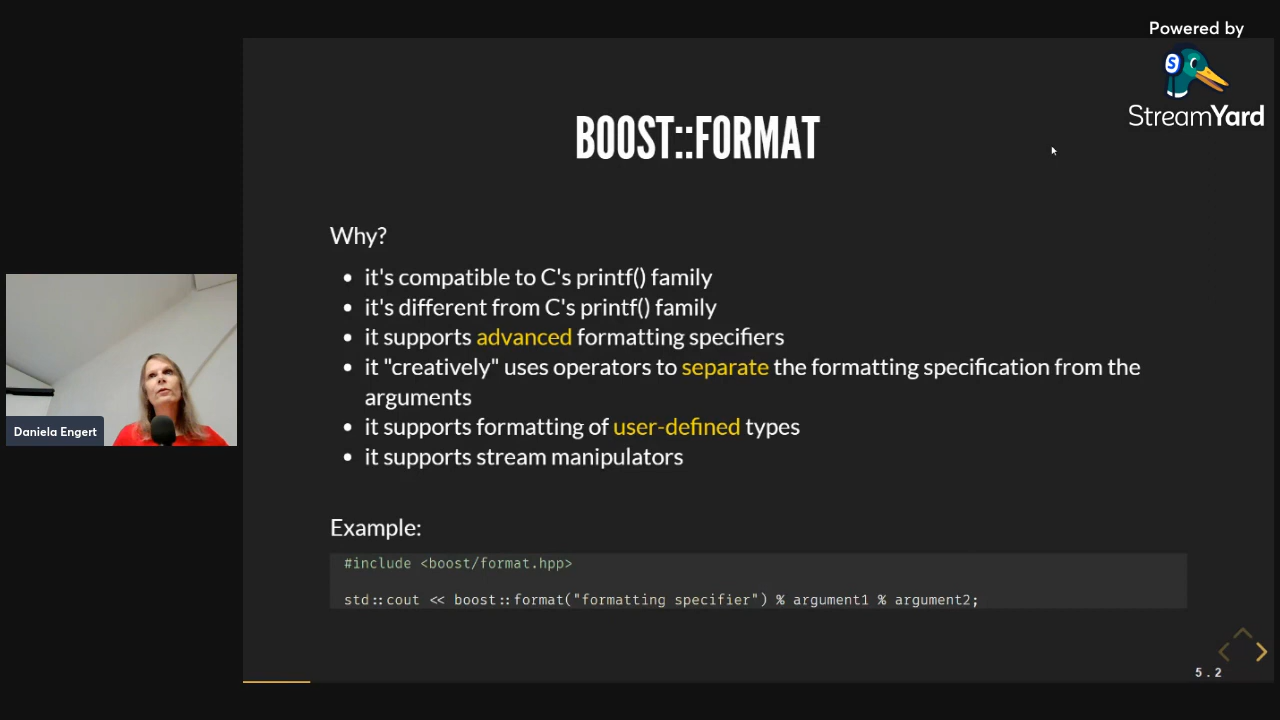 Powered by
StreamYard
BOOST::FORMAT
Why?
it's compatible to C's printf() family
it's different from C's printf() family
it supports advanced formatting specifiers
it "creatively" uses operators to separate the formatting specification from the
arguments
it supports formatting of user-defined types
it supports stream manipulators
Daniela Engert
Example:
#include <boost/format.hpp>
std::cout << boost::format("formatting specifier") % argument1 % argument2;
5.2